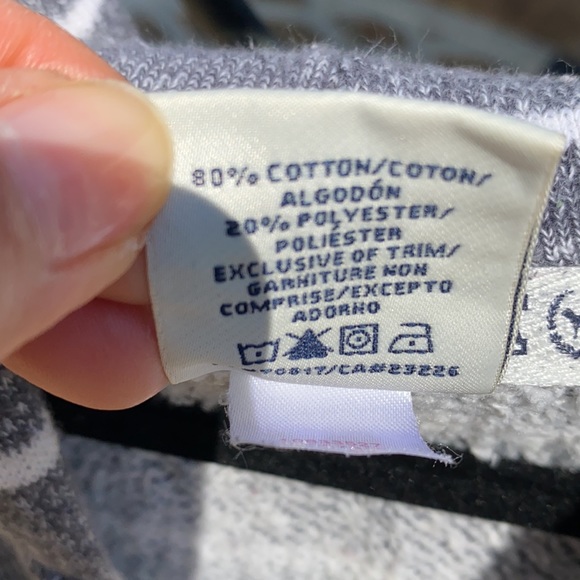 80% COTTON/COTON/
ALGODÓN
20% POLYESTER/
POLIÉSTER
EXCLUSIVE OF TRIM/
GARNITURE NON
COMPRISE/EXCEPTO
ADORNO
/CA#23226